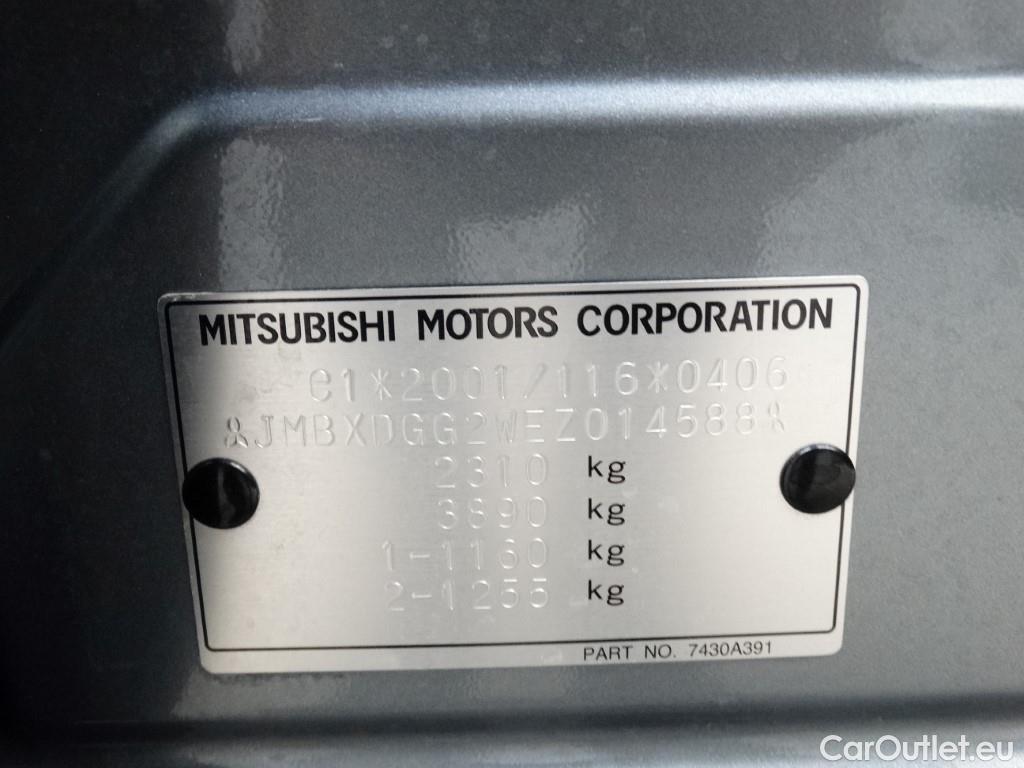 MITSUBISHI MOTORS CORPORATION
e1*2001/116*0406
JMBXDGG2WEZ014588
2310 kg
3890 kg
1-1160 kg
2-1255 kg
PART NO. 7430A391
CarOutlet.eu